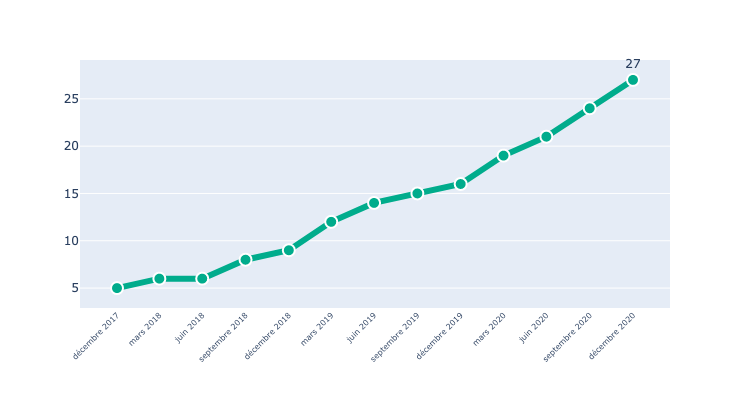 27
25
20
15
10
5
décembre 2017
mars 2018
juin 2018
septembre 2018
décembre 2018
mars 2019
juin 2019
septembre 2019
décembre 2019
mars 2020
juin 2020
septembre 2020
décembre 2020